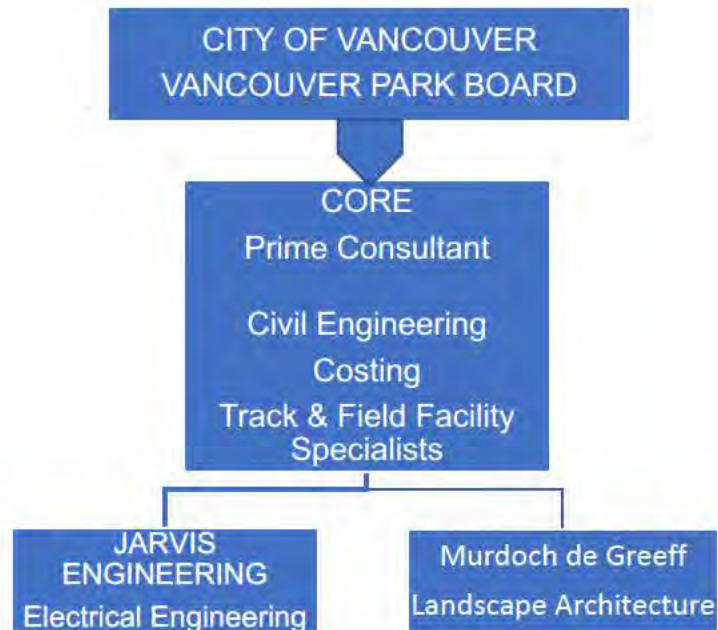 CITY OF VANCOUVER
VANCOUVER PARK BOARD
CORE
Prime Consultant
Civil Engineering
Costing
Track & Field Facility
Specialists
JARVIS
ENGINEERING
Electrical Engineering
Murdoch de Greeff
Landscape Architecture